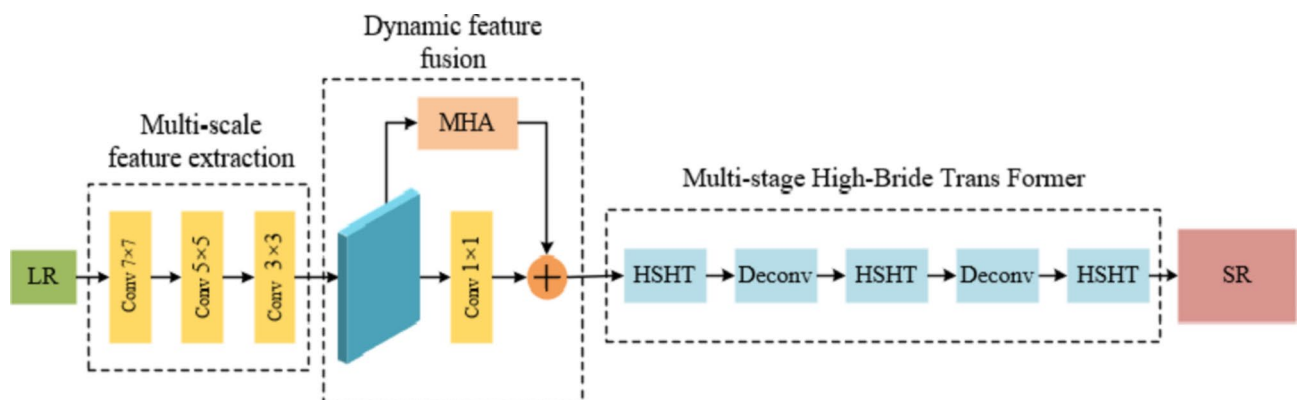 Dynamic feature
fusion
MHA
Multi-scale
feature extraction
Multi-stage High-Bride Trans Former
LR
Conv 7×7
Conv 5×5
Conv 3×3
Conv 1×1
+
HSHT
Deconv
HSHT
Deconv
HSHT
SR